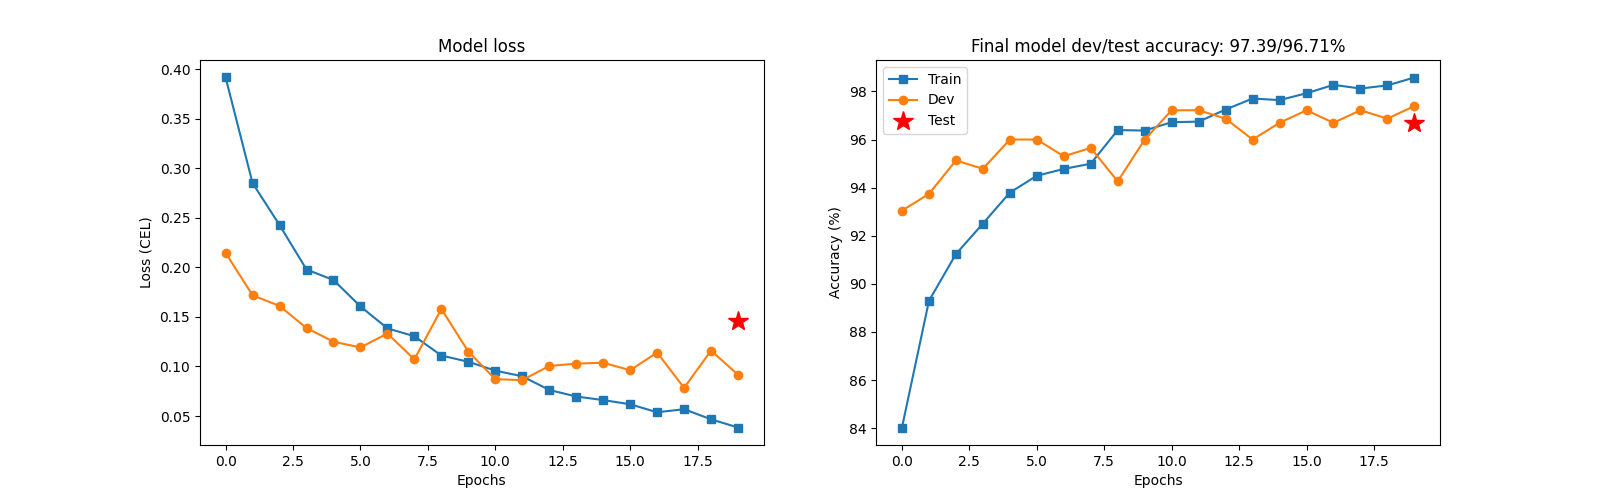 Model loss
Loss (CEL)
0.40
0.35
0.30
0.25
0.20
0.15
0.10
0.05
0.0 2.5 5.0 7.5 10.0 12.5 15.0 17.5
Epochs
Final model dev/test accuracy: 97.39/96.71%
Train
Dev
Test
Accuracy (%)
98
96
94
92
90
88
86
84
0.0 2.5 5.0 7.5 10.0 12.5 15.0 17.5
Epochs